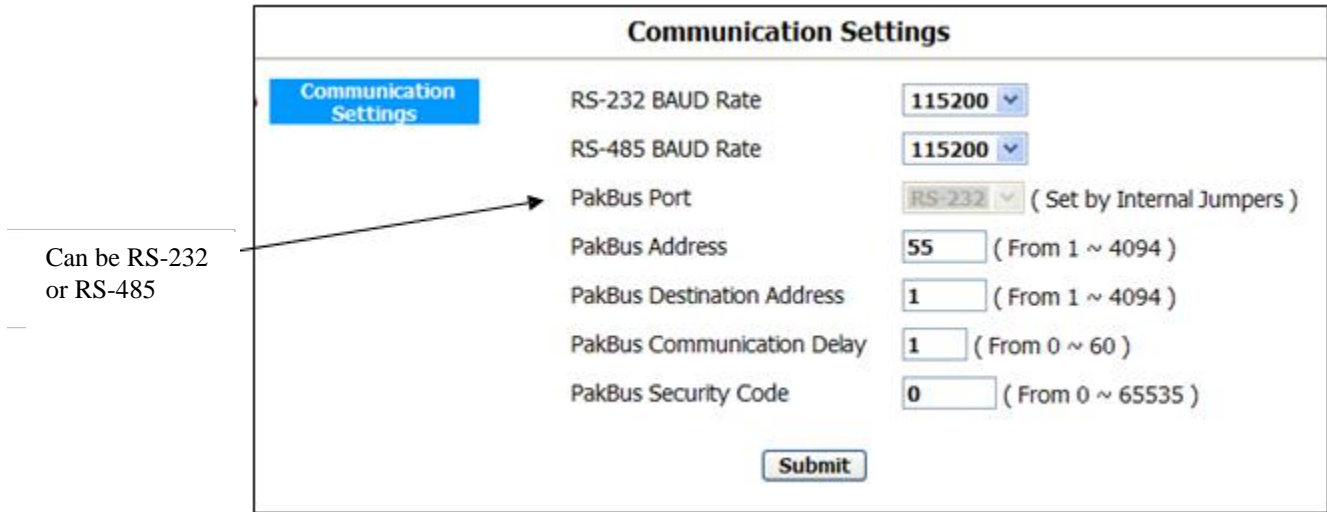 Communication Settings
Communication
Settings
RS-232 BAUD Rate 115200
RS-485 BAUD Rate 115200
PakBus Port RS-232 ( Set by Internal Jumpers )
PakBus Address 55 ( From 1 ~ 4094 )
PakBus Destination Address 1 ( From 1 ~ 4094 )
PakBus Communication Delay 1 ( From 0 ~ 60 )
PakBus Security Code 0 ( From 0 ~ 65535 )
Submit
Can be RS-232
or RS-485